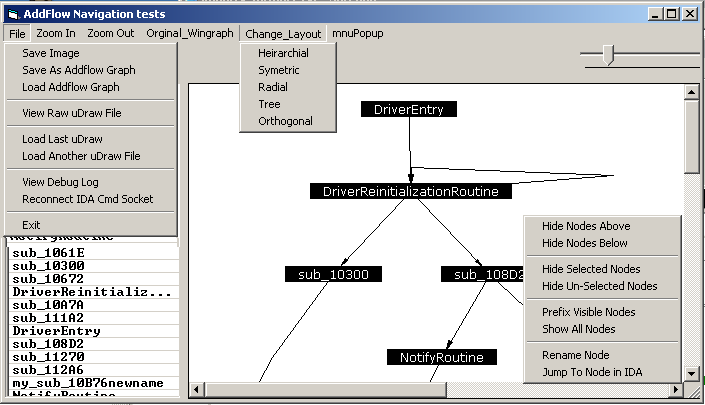 AddFlow Navigation tests
File Zoom In Zoom Out Orginal_Wingraph Change_Layout mnuPopup
Save Image
Save As Addflow Graph
Load Addflow Graph
View Raw uDraw File
Load Last uDraw
Load Another uDraw File
View Debug Log
Reconnect IDA Cmd Socket
Exit
Heirarchial
Symetric
Radial
Tree
Orthogonal
DriverEntry
DriverReinitializationRoutine
sub_10300
sub_108D2
NotifyRoutine
Hide Nodes Above
Hide Nodes Below
Hide Selected Nodes
Hide Un-Selected Nodes
Prefix Visible Nodes
Show All Nodes
Rename Node
Jump To Node in IDA
NotifyRoutine
sub_1061E
sub_10300
sub_10672
DriverReinitializ...
sub_10A7A
sub_111A2
DriverEntry
sub_108D2
sub_11270
sub_112A6
my_sub_10B76newname
NotifyRoutine